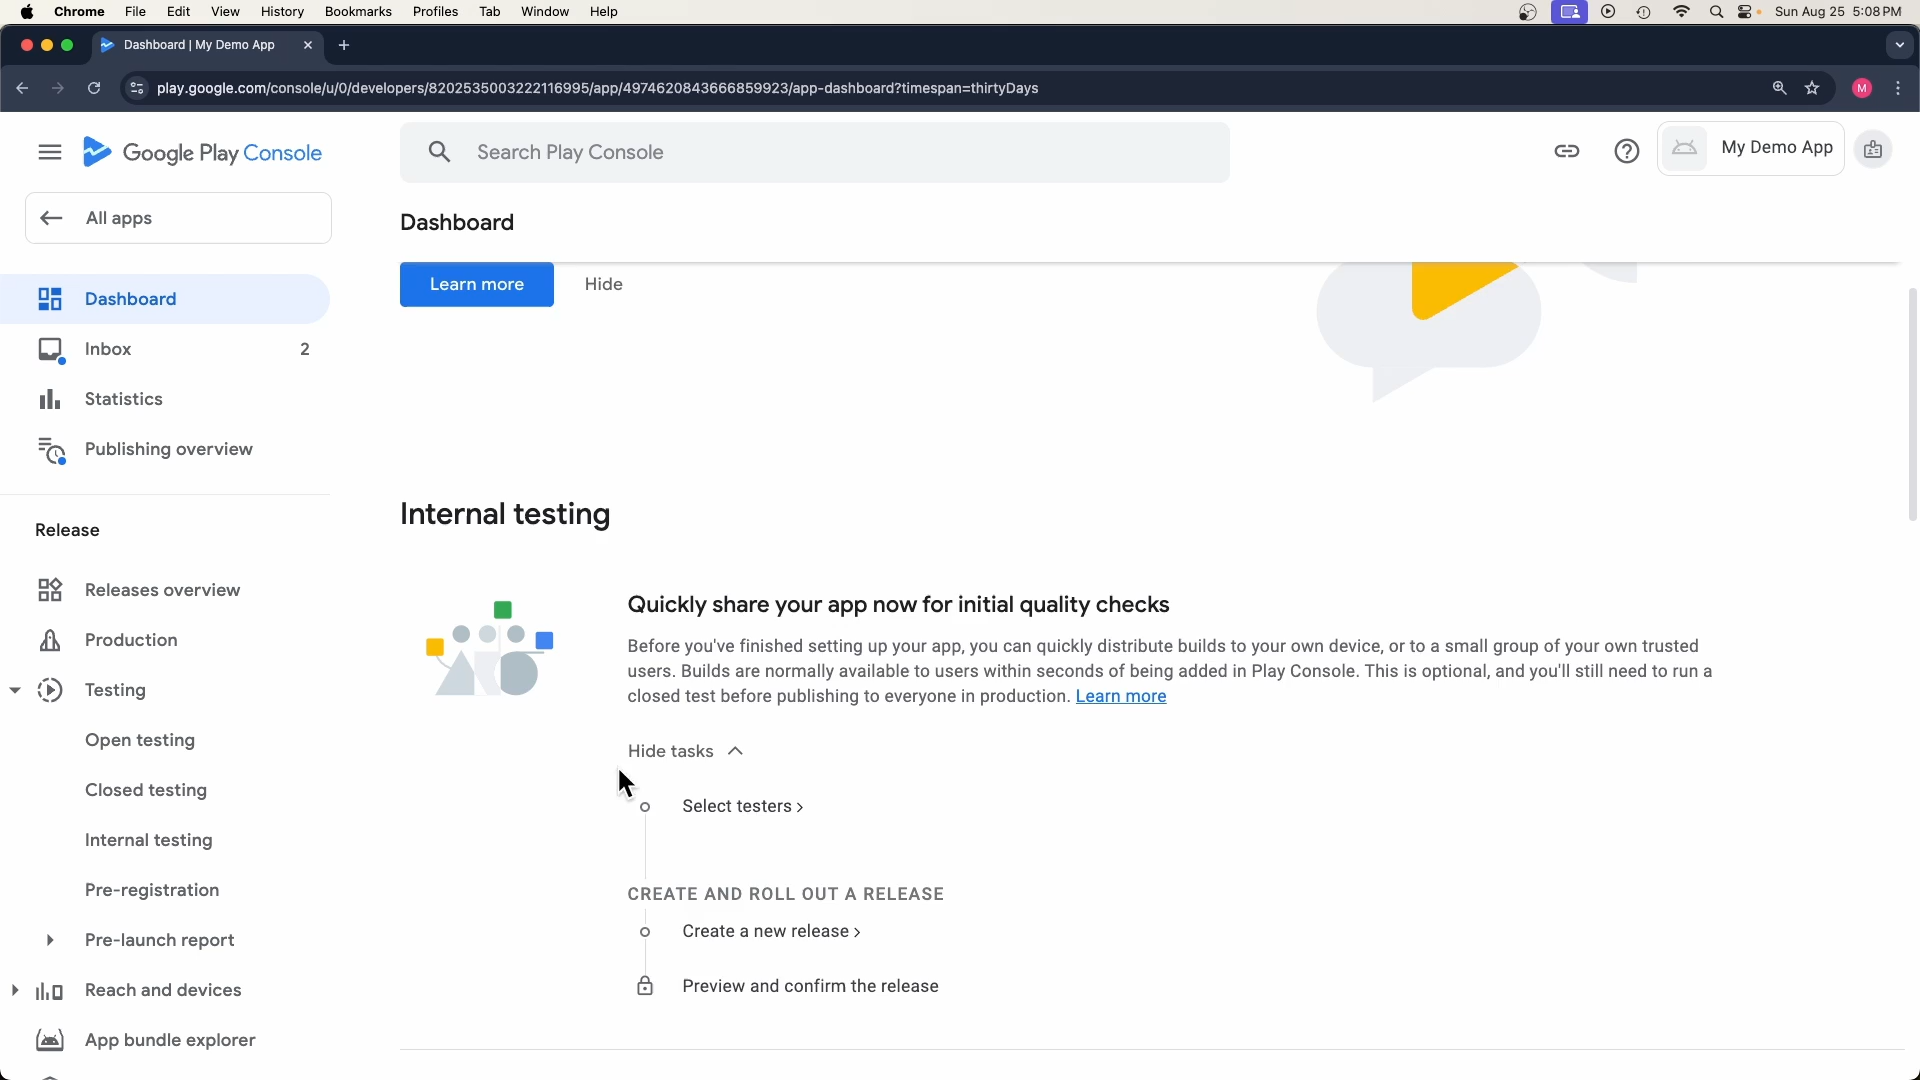 Chrome File Edit View History Bookmarks Profiles Tab Window Help Sun Aug 25 5:08 PM
Dashboard | My Demo App
play.google.com/console/u/0/developers/8202535003222116995/app/4974620843666859923/app-dashboard?timespan=thirtyDays M
Google Play Console
Search Play Console
My Demo App
All apps
Dashboard
Inbox 2
Statistics
Publishing overview
Release
Releases overview
Production
Testing
Open testing
Closed testing
Internal testing
Pre-registration
Pre-launch report
Reach and devices
App bundle explorer
Dashboard
Learn more Hide
Internal testing
Quickly share your app now for initial quality checks
Before you've finished setting up your app, you can quickly distribute builds to your own device, or to a small group of your own trusted
users. Builds are normally available to users within seconds of being added in Play Console. This is optional, and you'll still need to run a
closed test before publishing to everyone in production. Learn more
Hide tasks
Select testers >
CREATE AND ROLL OUT A RELEASE
Create a new release >
Preview and confirm the release